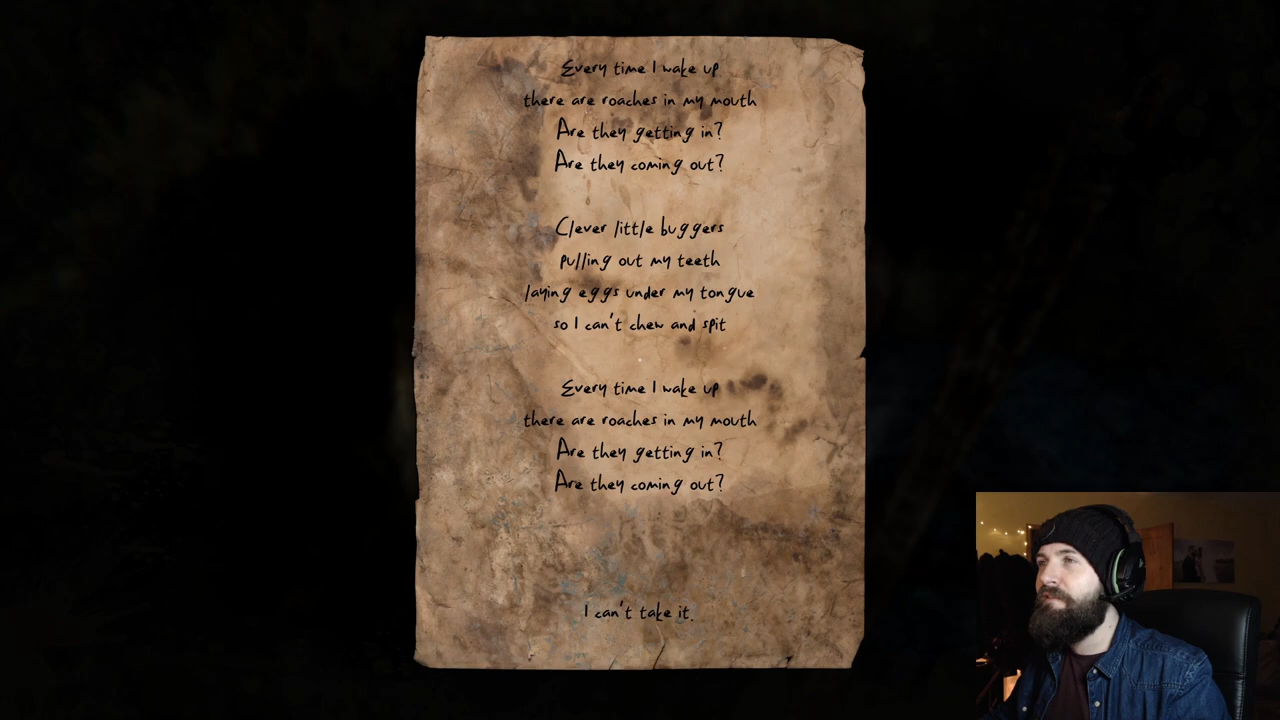 Every time I wake up
there are roaches in my mouth
Are they getting in?
Are they coming out?
Clever little buggers
pulling out my teeth
laying eggs under my tongue
so I can't chew and spit
Every time I wake up
there are roaches in my mouth
Are they getting in?
Are they coming out?
I can't take it.